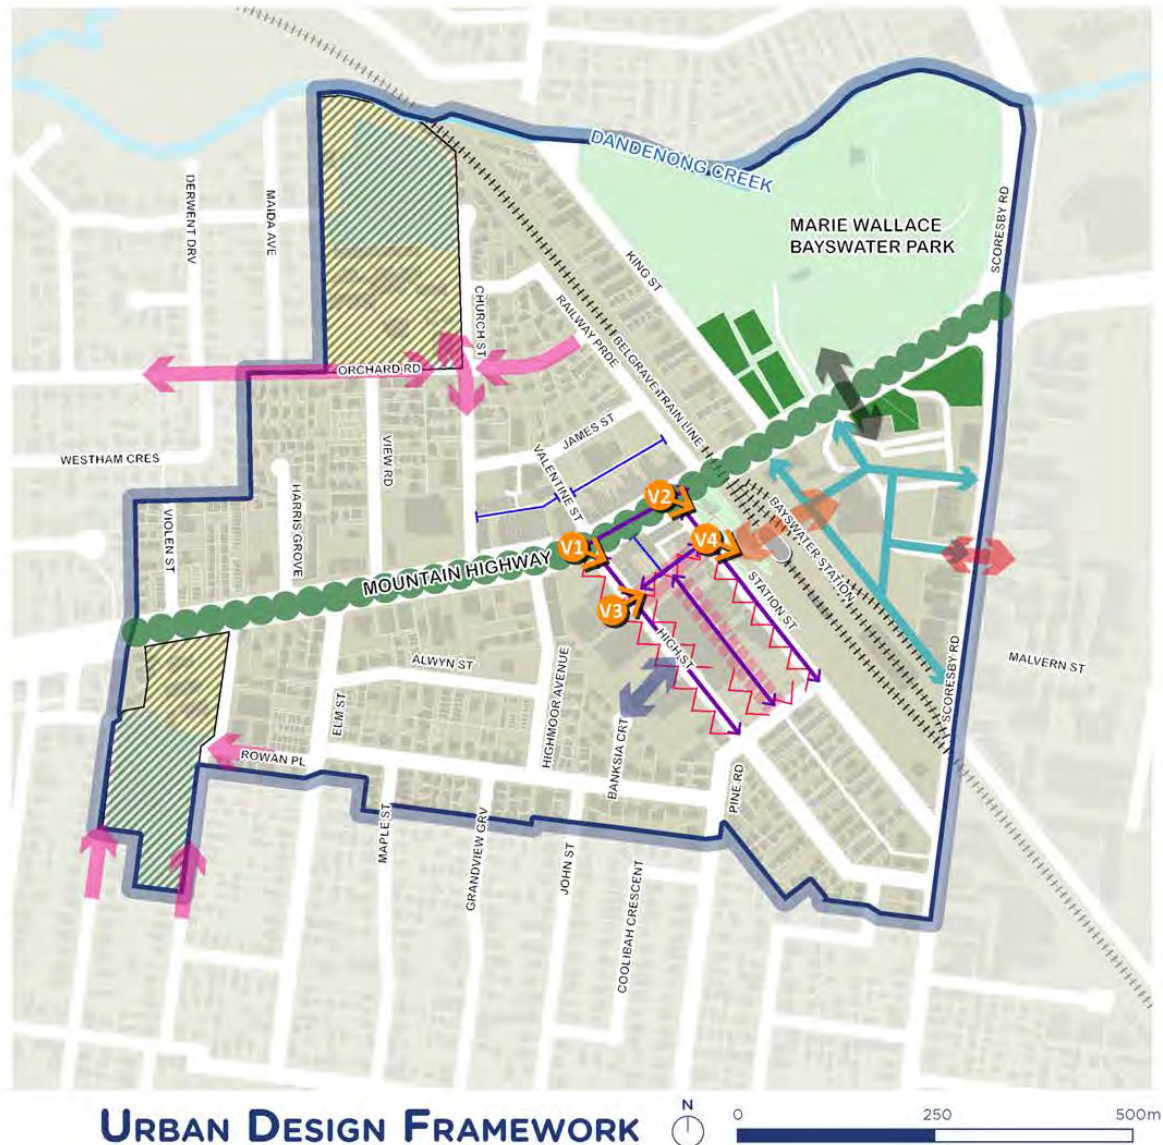 DANDENONG CREEK
MARIE WALLACE
BAYSWATER PARK
SCORESBY RD
DERWENT DRV
MAIDA AVE
KING ST
CHURCH ST
RAILWAY PRDE
BELGRAVE TRAIN LINE
ORCHARD RD
JAMES ST
VALENTINE ST
WESTHAM CRES
VIEW RD
HARRIS GROVE
VIOLEN ST
V2
V1
V4
V3
BAYSWATER STATION
MOUNTAIN HIGHWAY
STATION ST
HIGH ST
ALWYN ST
HIGHMOOR AVENUE
ELM ST
BANKSIA CRT
SCORESBY RD
MALVERN ST
ROWAN PL
PINE RD
MAPLE ST
GRANDVIEW GRV
JOHN ST
COOLIBAH CRESCENT
URBAN DESIGN FRAMEWORK
N
0 250 500m